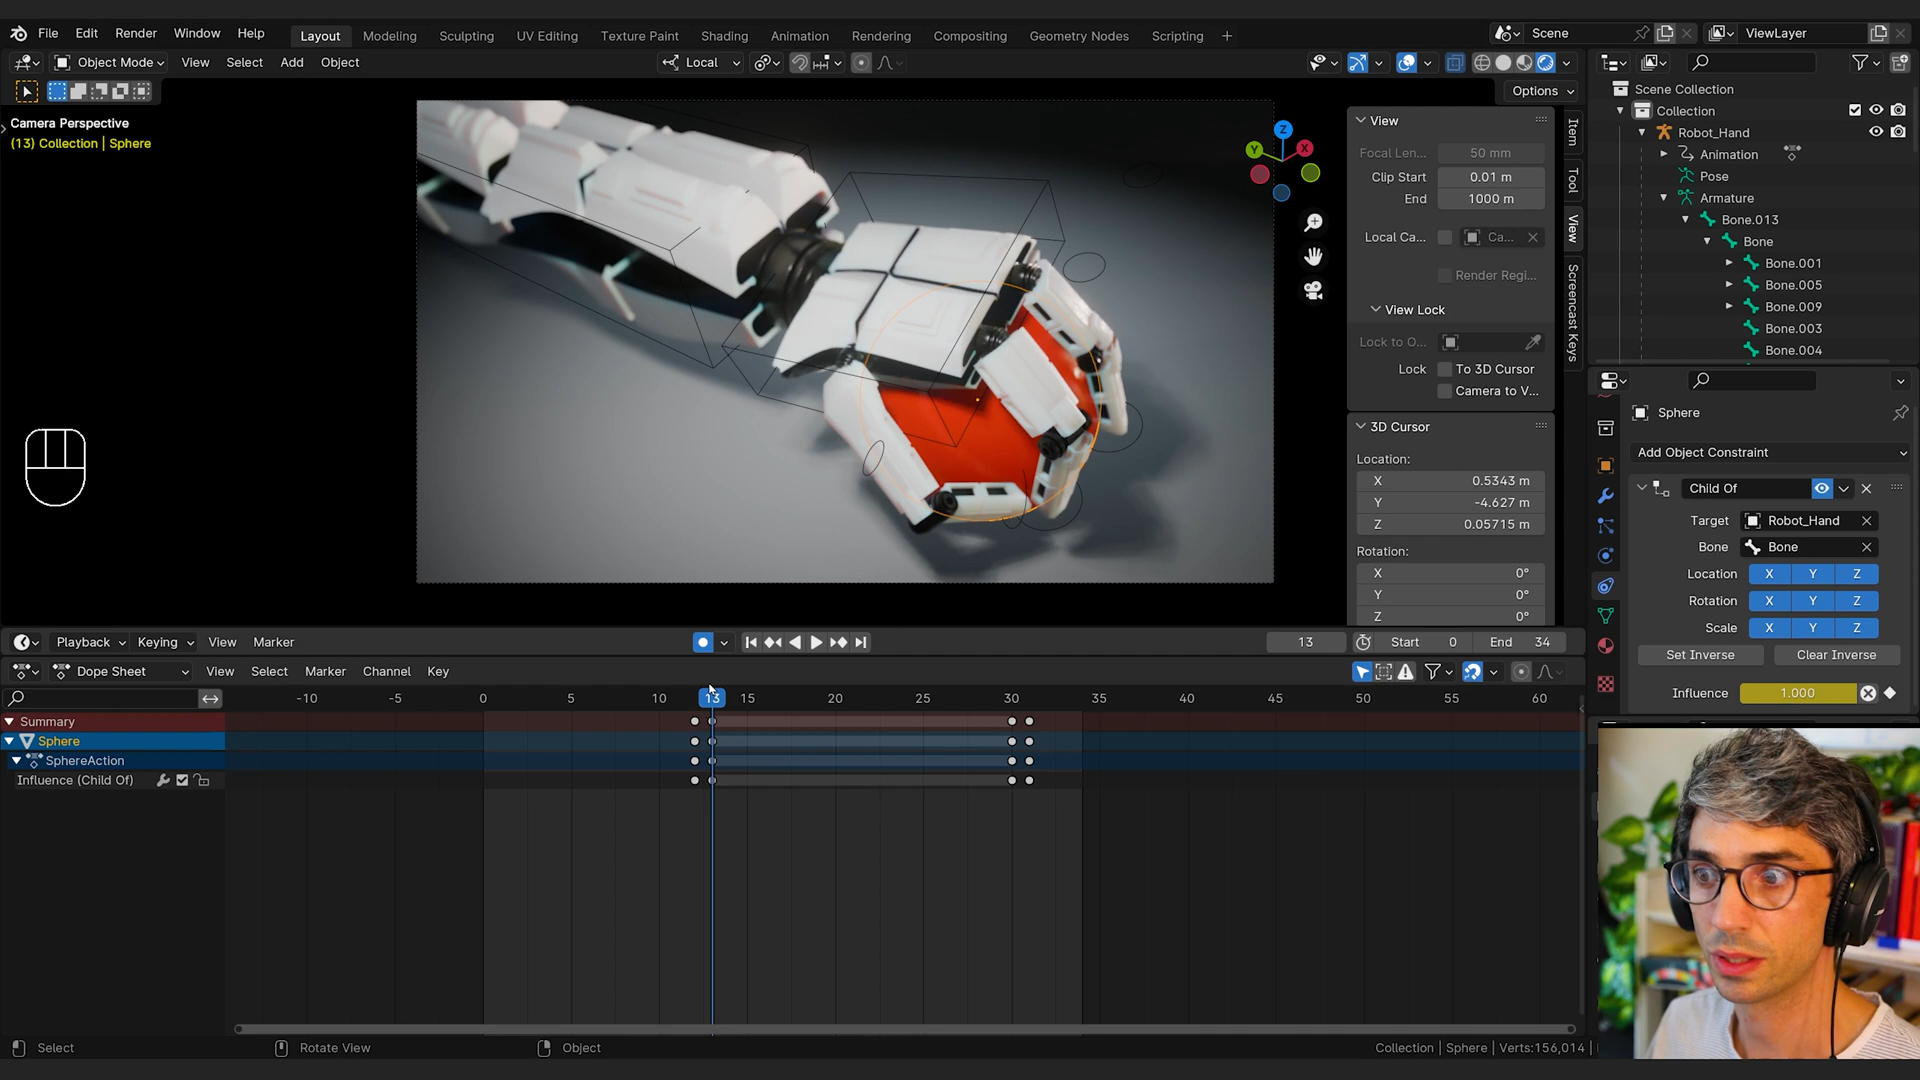 File Edit Render Window Help Layout Modeling Sculpting UV Editing Texture Paint Shading Animation Rendering Compositing Geometry Nodes Scripting + Scene ViewLayer
Object Mode View Select Add Object Local
Options
Camera Perspective
(13) Collection | Sphere
Z
Y
X
View
Focal Len... 50 mm
Clip Start 0.01 m
End 1000 m
Local Ca... Ca...
Render Regi...
View Lock
Lock to O...
Lock To 3D Cursor
Camera to V...
3D Cursor
Location:
X 0.5343 m
Y -4.627 m
Z 0.05715 m
Rotation:
X 0°
Y 0°
Z 0°
Item
Tool
View
Screencast Keys
Scene Collection
Collection
Robot_Hand
Animation
Pose
Armature
Bone.013
Bone
Bone.001
Bone.005
Bone.009
Bone.003
Bone.004
Sphere
Add Object Constraint
Child Of
Target Robot_Hand
Bone Bone
Location X Y Z
Rotation X Y Z
Scale X Y Z
Set Inverse Clear Inverse
Influence 1.000
Playback Keying View Marker 13 Start 0 End 34
Dope Sheet View Select Marker Channel Key
-10 -5 0 5 10 13 15 20 25 30 35 40 45 50 55 60
Summary
Sphere
SphereAction
Influence (Child Of)
Select Rotate View Object Collection | Sphere | Verts:156,014 |